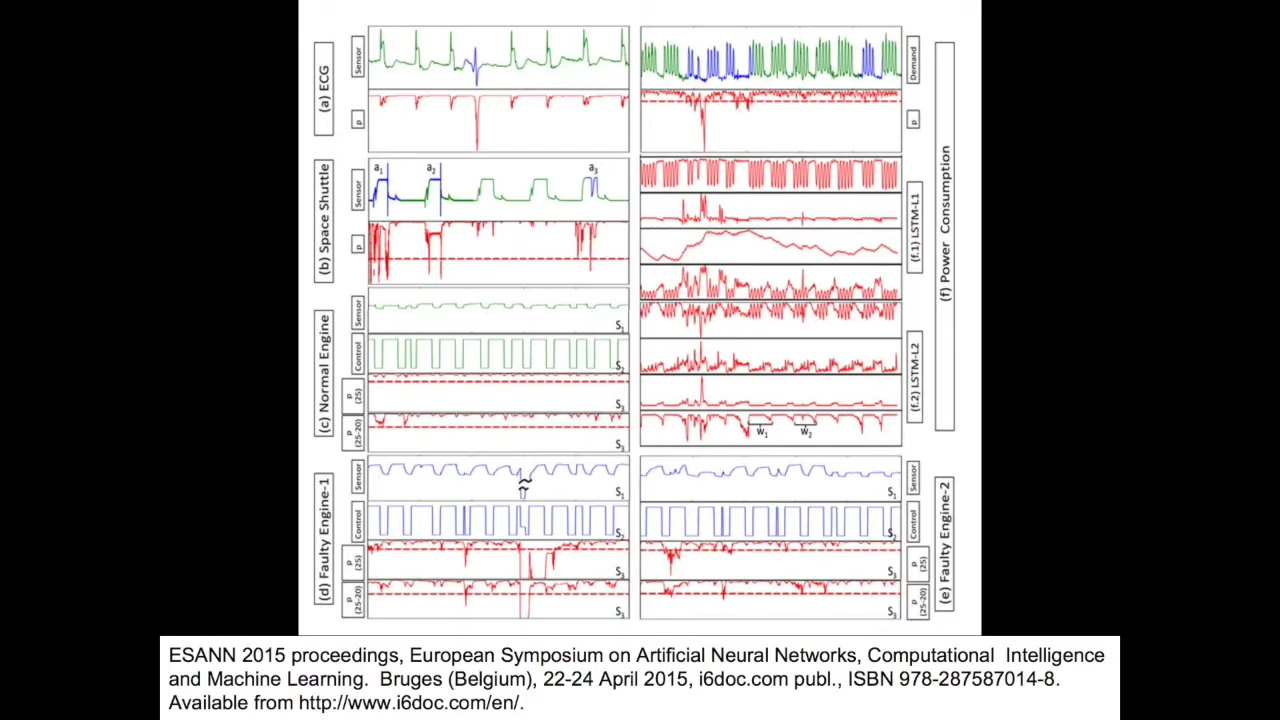 (a) ECG
Sensor
p
(b) Space Shuttle
Sensor
a1
a2
a3
p
(c) Normal Engine
Sensor
S1
Control
S2
p
(25)
S3
p
(25-20)
S3
(d) Faulty Engine-1
Sensor
S1
Control
S2
p
(25)
S3
p
(25-20)
S3
Demand
p
(f.1) LSTM-L1
(f.2) LSTM-L2
w1
w2
(f) Power Consumption
Sensor
S1
Control
S2
p
(25)
S3
p
(25-20)
S3
(e) Faulty Engine-2
ESANN 2015 proceedings, European Symposium on Artificial Neural Networks, Computational Intelligence
and Machine Learning. Bruges (Belgium), 22-24 April 2015, i6doc.com publ., ISBN 978-287587014-8.
Available from http://www.i6doc.com/en/.